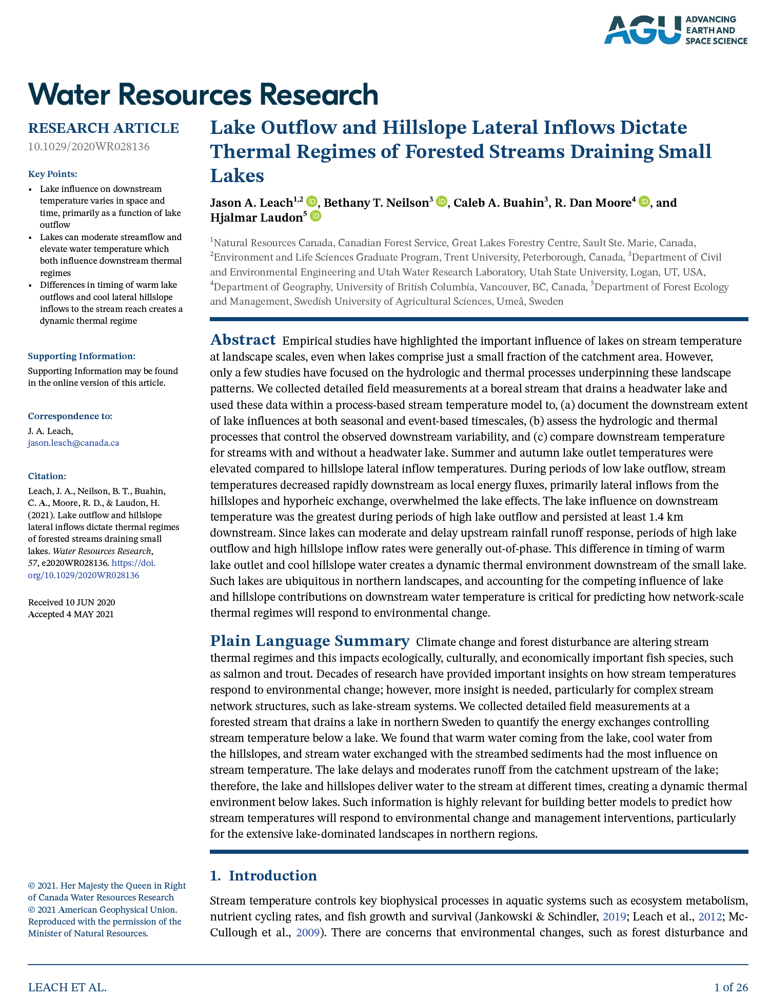 AGU ADVANCING
EARTH AND
SPACE SCIENCE
Water Resources Research
RESEARCH ARTICLE
10.1029/2020WR028136
Key Points:
• Lake influence on downstream
temperature varies in space and
time, primarily as a function of lake
outflow
• Lakes can moderate streamflow and
elevate water temperature which
both influence downstream thermal
regimes
• Differences in timing of warm lake
outflows and cool lateral hillslope
inflows to the stream reach creates a
dynamic thermal regime
Supporting Information:
Supporting Information may be found
in the online version of this article.
Correspondence to:
J. A. Leach,
jason.leach@canada.ca
Citation:
Leach, J. A., Neilson, B. T., Buahin,
C. A., Moore, R. D., & Laudon, H.
(2021). Lake outflow and hillslope
lateral inflows dictate thermal regimes
of forested streams draining small
lakes. Water Resources Research,
57, e2020WR028136. https://doi.
org/10.1029/2020WR028136
Received 10 JUN 2020
Accepted 4 MAY 2021
© 2021. Her Majesty the Queen in Right
of Canada Water Resources Research
© 2021 American Geophysical Union.
Reproduced with the permission of the
Minister of Natural Resources.
Lake Outflow and Hillslope Lateral Inflows Dictate
Thermal Regimes of Forested Streams Draining Small
Lakes
Jason A. Leach1,2 iD, Bethany T. Neilson3 iD, Caleb A. Buahin3, R. Dan Moore4 iD, and
Hjalmar Laudon5 iD
1Natural Resources Canada, Canadian Forest Service, Great Lakes Forestry Centre, Sault Ste. Marie, Canada,
2Environment and Life Sciences Graduate Program, Trent University, Peterborough, Canada, 3Department of Civil
and Environmental Engineering and Utah Water Research Laboratory, Utah State University, Logan, UT, USA,
4Department of Geography, University of British Columbia, Vancouver, BC, Canada, 5Department of Forest Ecology
and Management, Swedish University of Agricultural Sciences, Umeå, Sweden
Abstract Empirical studies have highlighted the important influence of lakes on stream temperature
at landscape scales, even when lakes comprise just a small fraction of the catchment area. However,
only a few studies have focused on the hydrologic and thermal processes underpinning these landscape
patterns. We collected detailed field measurements at a boreal stream that drains a headwater lake and
used these data within a process-based stream temperature model to, (a) document the downstream extent
of lake influences at both seasonal and event-based timescales, (b) assess the hydrologic and thermal
processes that control the observed downstream variability, and (c) compare downstream temperature
for streams with and without a headwater lake. Summer and autumn lake outlet temperatures were
elevated compared to hillslope lateral inflow temperatures. During periods of low lake outflow, stream
temperatures decreased rapidly downstream as local energy fluxes, primarily lateral inflows from the
hillslopes and hyporheic exchange, overwhelmed the lake effects. The lake influence on downstream
temperature was the greatest during periods of high lake outflow and persisted at least 1.4 km
downstream. Since lakes can moderate and delay upstream rainfall runoff response, periods of high lake
outflow and high hillslope inflow rates were generally out-of-phase. This difference in timing of warm
lake outlet and cool hillslope water creates a dynamic thermal environment downstream of the small lake.
Such lakes are ubiquitous in northern landscapes, and accounting for the competing influence of lake
and hillslope contributions on downstream water temperature is critical for predicting how network-scale
thermal regimes will respond to environmental change.
Plain Language Summary Climate change and forest disturbance are altering stream
thermal regimes and this impacts ecologically, culturally, and economically important fish species, such
as salmon and trout. Decades of research have provided important insights on how stream temperatures
respond to environmental change; however, more insight is needed, particularly for complex stream
network structures, such as lake-stream systems. We collected detailed field measurements at a
forested stream that drains a lake in northern Sweden to quantify the energy exchanges controlling
stream temperature below a lake. We found that warm water coming from the lake, cool water from
the hillslopes, and stream water exchanged with the streambed sediments had the most influence on
stream temperature. The lake delays and moderates runoff from the catchment upstream of the lake;
therefore, the lake and hillslopes deliver water to the stream at different times, creating a dynamic thermal
environment below lakes. Such information is highly relevant for building better models to predict how
stream temperatures will respond to environmental change and management interventions, particularly
for the extensive lake-dominated landscapes in northern regions.
1. Introduction
Stream temperature controls key biophysical processes in aquatic systems such as ecosystem metabolism,
nutrient cycling rates, and fish growth and survival (Jankowski & Schindler, 2019; Leach et al., 2012; Mc-
Cullough et al., 2009). There are concerns that environmental changes, such as forest disturbance and
LEACH ET AL.
1 of 26